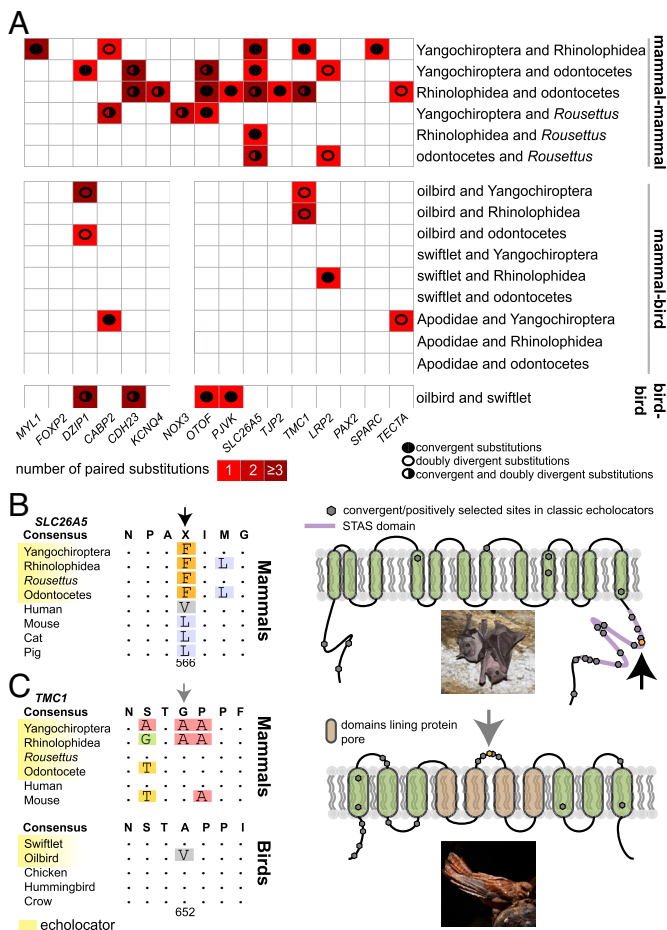 A
Yangochiroptera and Rhinolophidea
Yangochiroptera and odontocetes
Rhinolophidea and odontocetes
Yangochiroptera and Rousettus
Rhinolophidea and Rousettus
odontocetes and Rousettus
mammal-mammal
oilbird and Yangochiroptera
oilbird and Rhinolophidea
oilbird and odontocetes
swiftlet and Yangochiroptera
swiftlet and Rhinolophidea
swiftlet and odontocetes
Apodidae and Yangochiroptera
Apodidae and Rhinolophidea
Apodidae and odontocetes
mammal-bird
oilbird and swiftlet
bird-
bird
MYL1 FOXP2 DZIP1 CABP2 CDH23 KCNQ4 NOX3 OTOF PJVK SLC26A5 TJP2 TMC1 LRP2 PAX2 SPARC TECTA
convergent substitutions
doubly divergent substitutions
convergent and doubly divergent substitutions
number of paired substitutions 1 2 ≥3
B
SLC26A5
Consensus N P A X I M G
Yangochiroptera . . . F . . .
Rhinolophidea . . . F . L .
Rousettus . . . F . . .
Odontocetes . . . F . L .
Human . . . V . . .
Mouse . . . L . . .
Cat . . . L . . .
Pig . . . L . . .
566
Mammals
convergent/positively selected sites in classic echolocators
STAS domain
C
TMC1
Consensus N S T G P P F
Yangochiroptera . A . A A . .
Rhinolophidea . G . A A . .
Rousettus . . . . . . .
Odontocete . T . . . . .
Human . . . . . . .
Mouse . T . . A . .
Mammals
Consensus N S T A P P I
Swiftlet . . . . . . .
Oilbird . . . V . . .
Chicken . . . . . . .
Hummingbird . . . . . . .
Crow . . . . . . .
652
Birds
echolocator
domains lining protein
pore